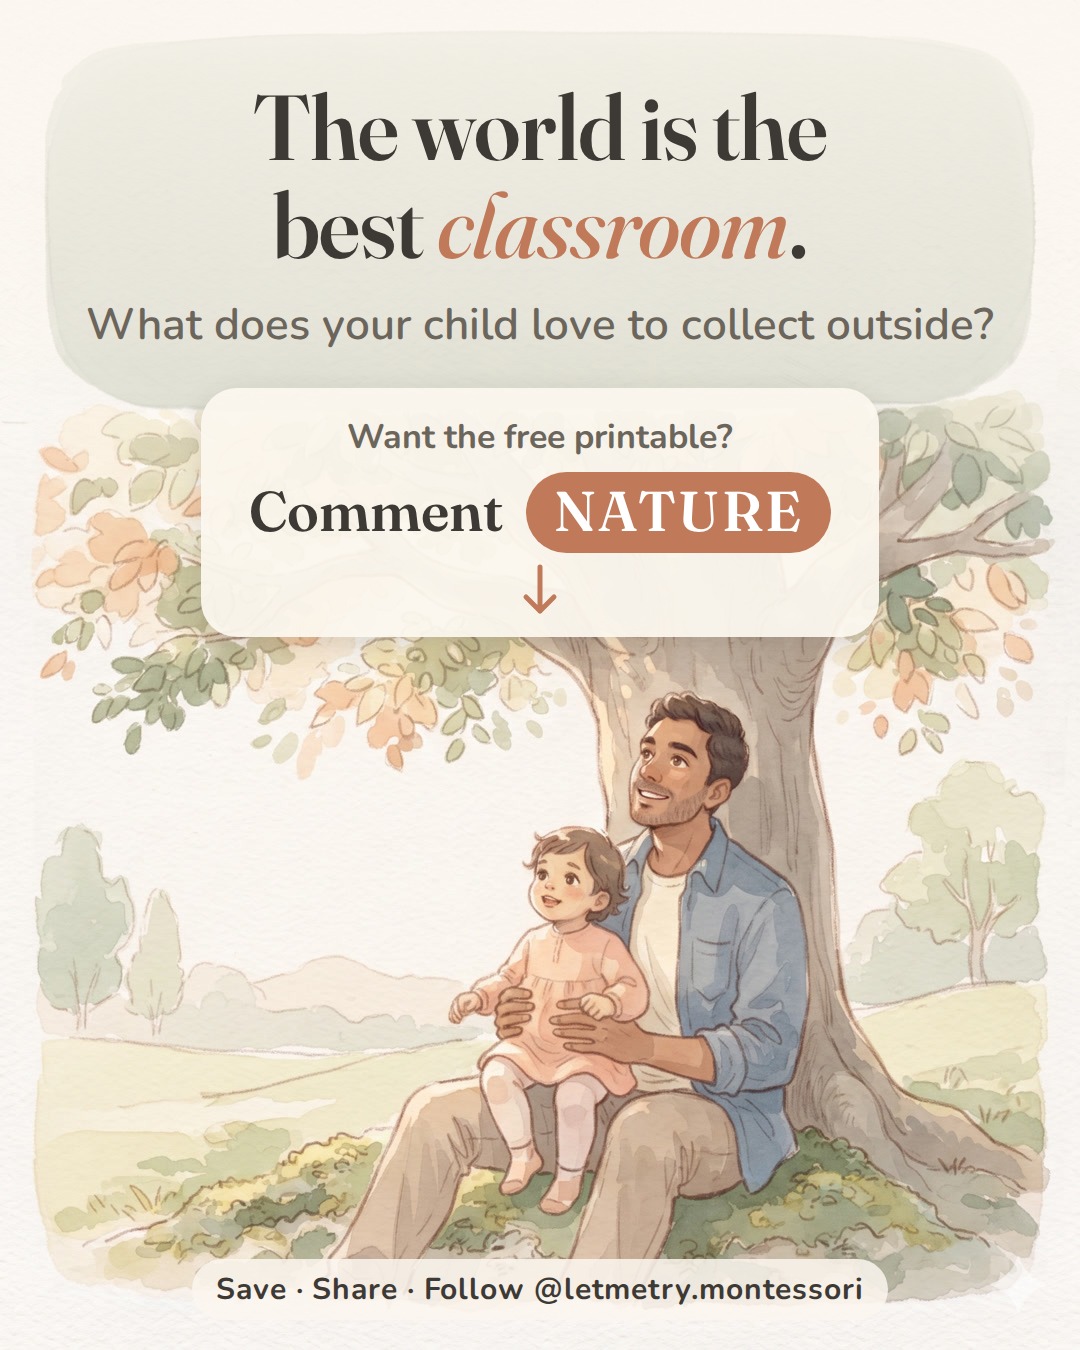 The world is the
best classroom.
What does your child love to collect outside?
Want the free printable?
Comment NATURE
Save · Share · Follow @letmetry.montessori